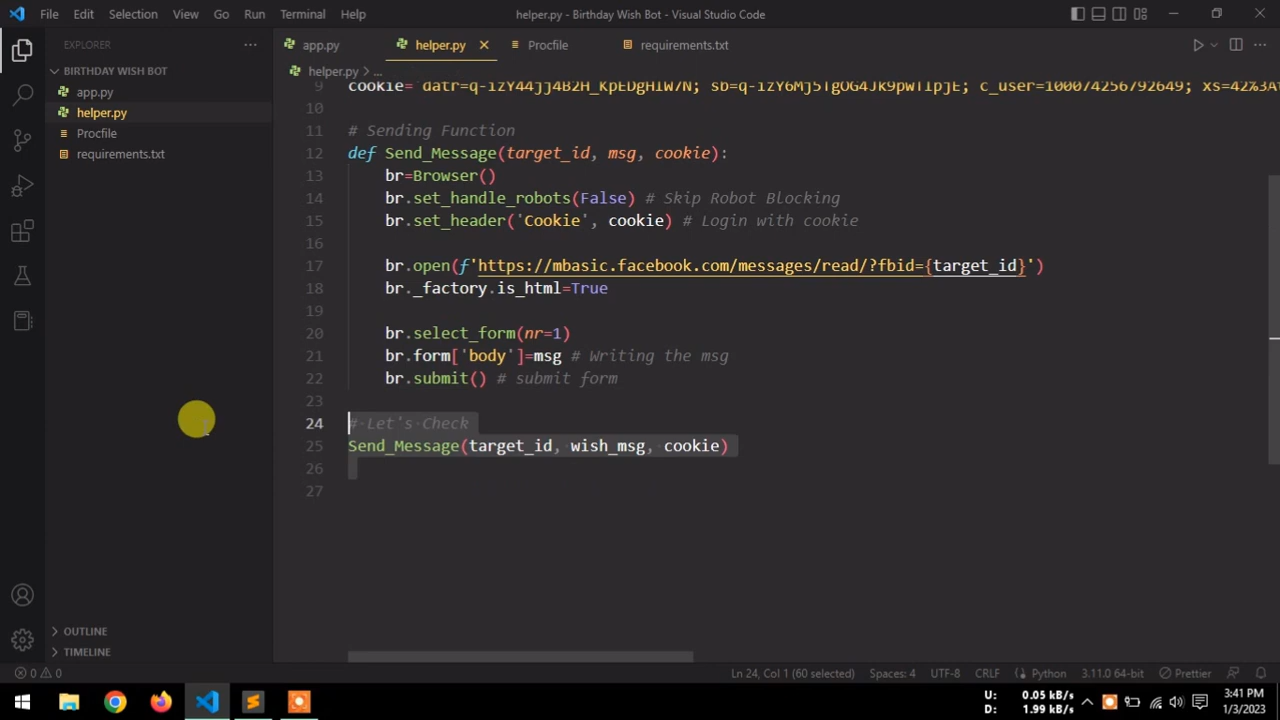 File Edit Selection View Go Run Terminal Help
helper.py - Birthday Wish Bot - Visual Studio Code
EXPLORER
BIRTHDAY WISH BOT
app.py
helper.py
Procfile
requirements.txt
OUTLINE
TIMELINE
app.py helper.py Procfile requirements.txt
helper.py > ...
10
11 # Sending Function
12 def Send_Message(target_id, msg, cookie):
13 br=Browser()
14 br.set_handle_robots(False) # Skip Robot Blocking
15 br.set_header('Cookie', cookie) # Login with cookie
16
17 br.open(f'https://mbasic.facebook.com/messages/read/?fbid={target_id}')
18 br._factory.is_html=True
19
20 br.select_form(nr=1)
21 br.form['body']=msg # Writing the msg
22 br.submit() # submit form
23
24 # Let's Check
25 Send_Message(target_id, wish_msg, cookie)
26
27
0 0
Ln 24, Col 1 (60 selected) Spaces: 4 UTF-8 CRLF Python 3.11.0 64-bit Prettier
U: 0.05 kB/s
D: 1.99 kB/s
3:41 PM
1/3/2023